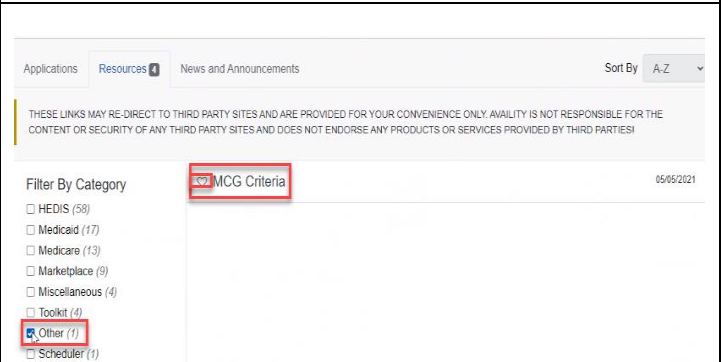 Applications Resources 4 News and Announcements Sort By A-Z
THESE LINKS MAY RE-DIRECT TO THIRD PARTY SITES AND ARE PROVIDED FOR YOUR CONVENIENCE ONLY. AVAILITY IS NOT RESPONSIBLE FOR THE
CONTENT OR SECURITY OF ANY THIRD PARTY SITES AND DOES NOT ENDORSE ANY PRODUCTS OR SERVICES PROVIDED BY THIRD PARTIES!
Filter By Category
MCG Criteria 05/05/2021
HEDIS (58)
Medicaid (17)
Medicare (13)
Marketplace (9)
Miscellaneous (4)
Toolkit (4)
Other (1)
Scheduler (1)